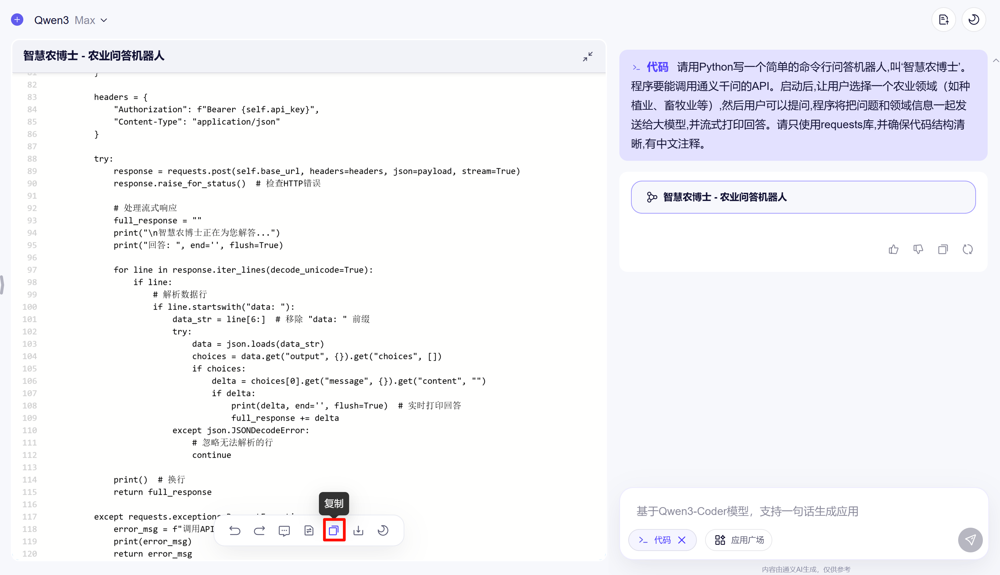 Qwen3 Max
智慧农博士 - 农业问答机器人
81 }
82
83 headers = {
84 "Authorization": f"Bearer {self.api_key}",
85 "Content-Type": "application/json"
86 }
87
88 try:
89 response = requests.post(self.base_url, headers=headers, json=payload, stream=True)
90 response.raise_for_status()  # 检查HTTP错误
91
92 # 处理流式响应
93 full_response = ""
94 print("\n智慧农博士正在为您解答...")
95 print("回答: ", end='', flush=True)
96
97 for line in response.iter_lines(decode_unicode=True):
98 if line:
99 # 解析数据行
100 if line.startswith("data: "):
101 data_str = line[6:]  # 移除 "data: " 前缀
102 try:
103 data = json.loads(data_str)
104 choices = data.get("output", {}).get("choices", [])
105 if choices:
106 delta = choices[0].get("message", {}).get("content", "")
107 if delta:
108 print(delta, end='', flush=True)  # 实时打印回答
109 full_response += delta
110 except json.JSONDecodeError:
111 # 忽略无法解析的行
112 continue
113
114 print()  # 换行
115 return full_response
116
117 except requests.exceptions
118 error_msg = f"调用API
119 print(error_msg)
120 return error_msg
复制
>_ 代码 请用Python写一个简单的命令行问答机器人,叫‘智慧农博士’。
程序要能调用通义千问的API。启动后,让用户选择一个农业领域（如种
植业、畜牧业等）,然后用户可以提问,程序将把问题和领域信息一起发
送给大模型,并流式打印回答。请只使用requests库,并确保代码结构清
晰,有中文注释。
智慧农博士 - 农业问答机器人
基于Qwen3-Coder模型，支持一句话生成应用
>_ 代码
应用广场
内容由通义AI生成，仅供参考